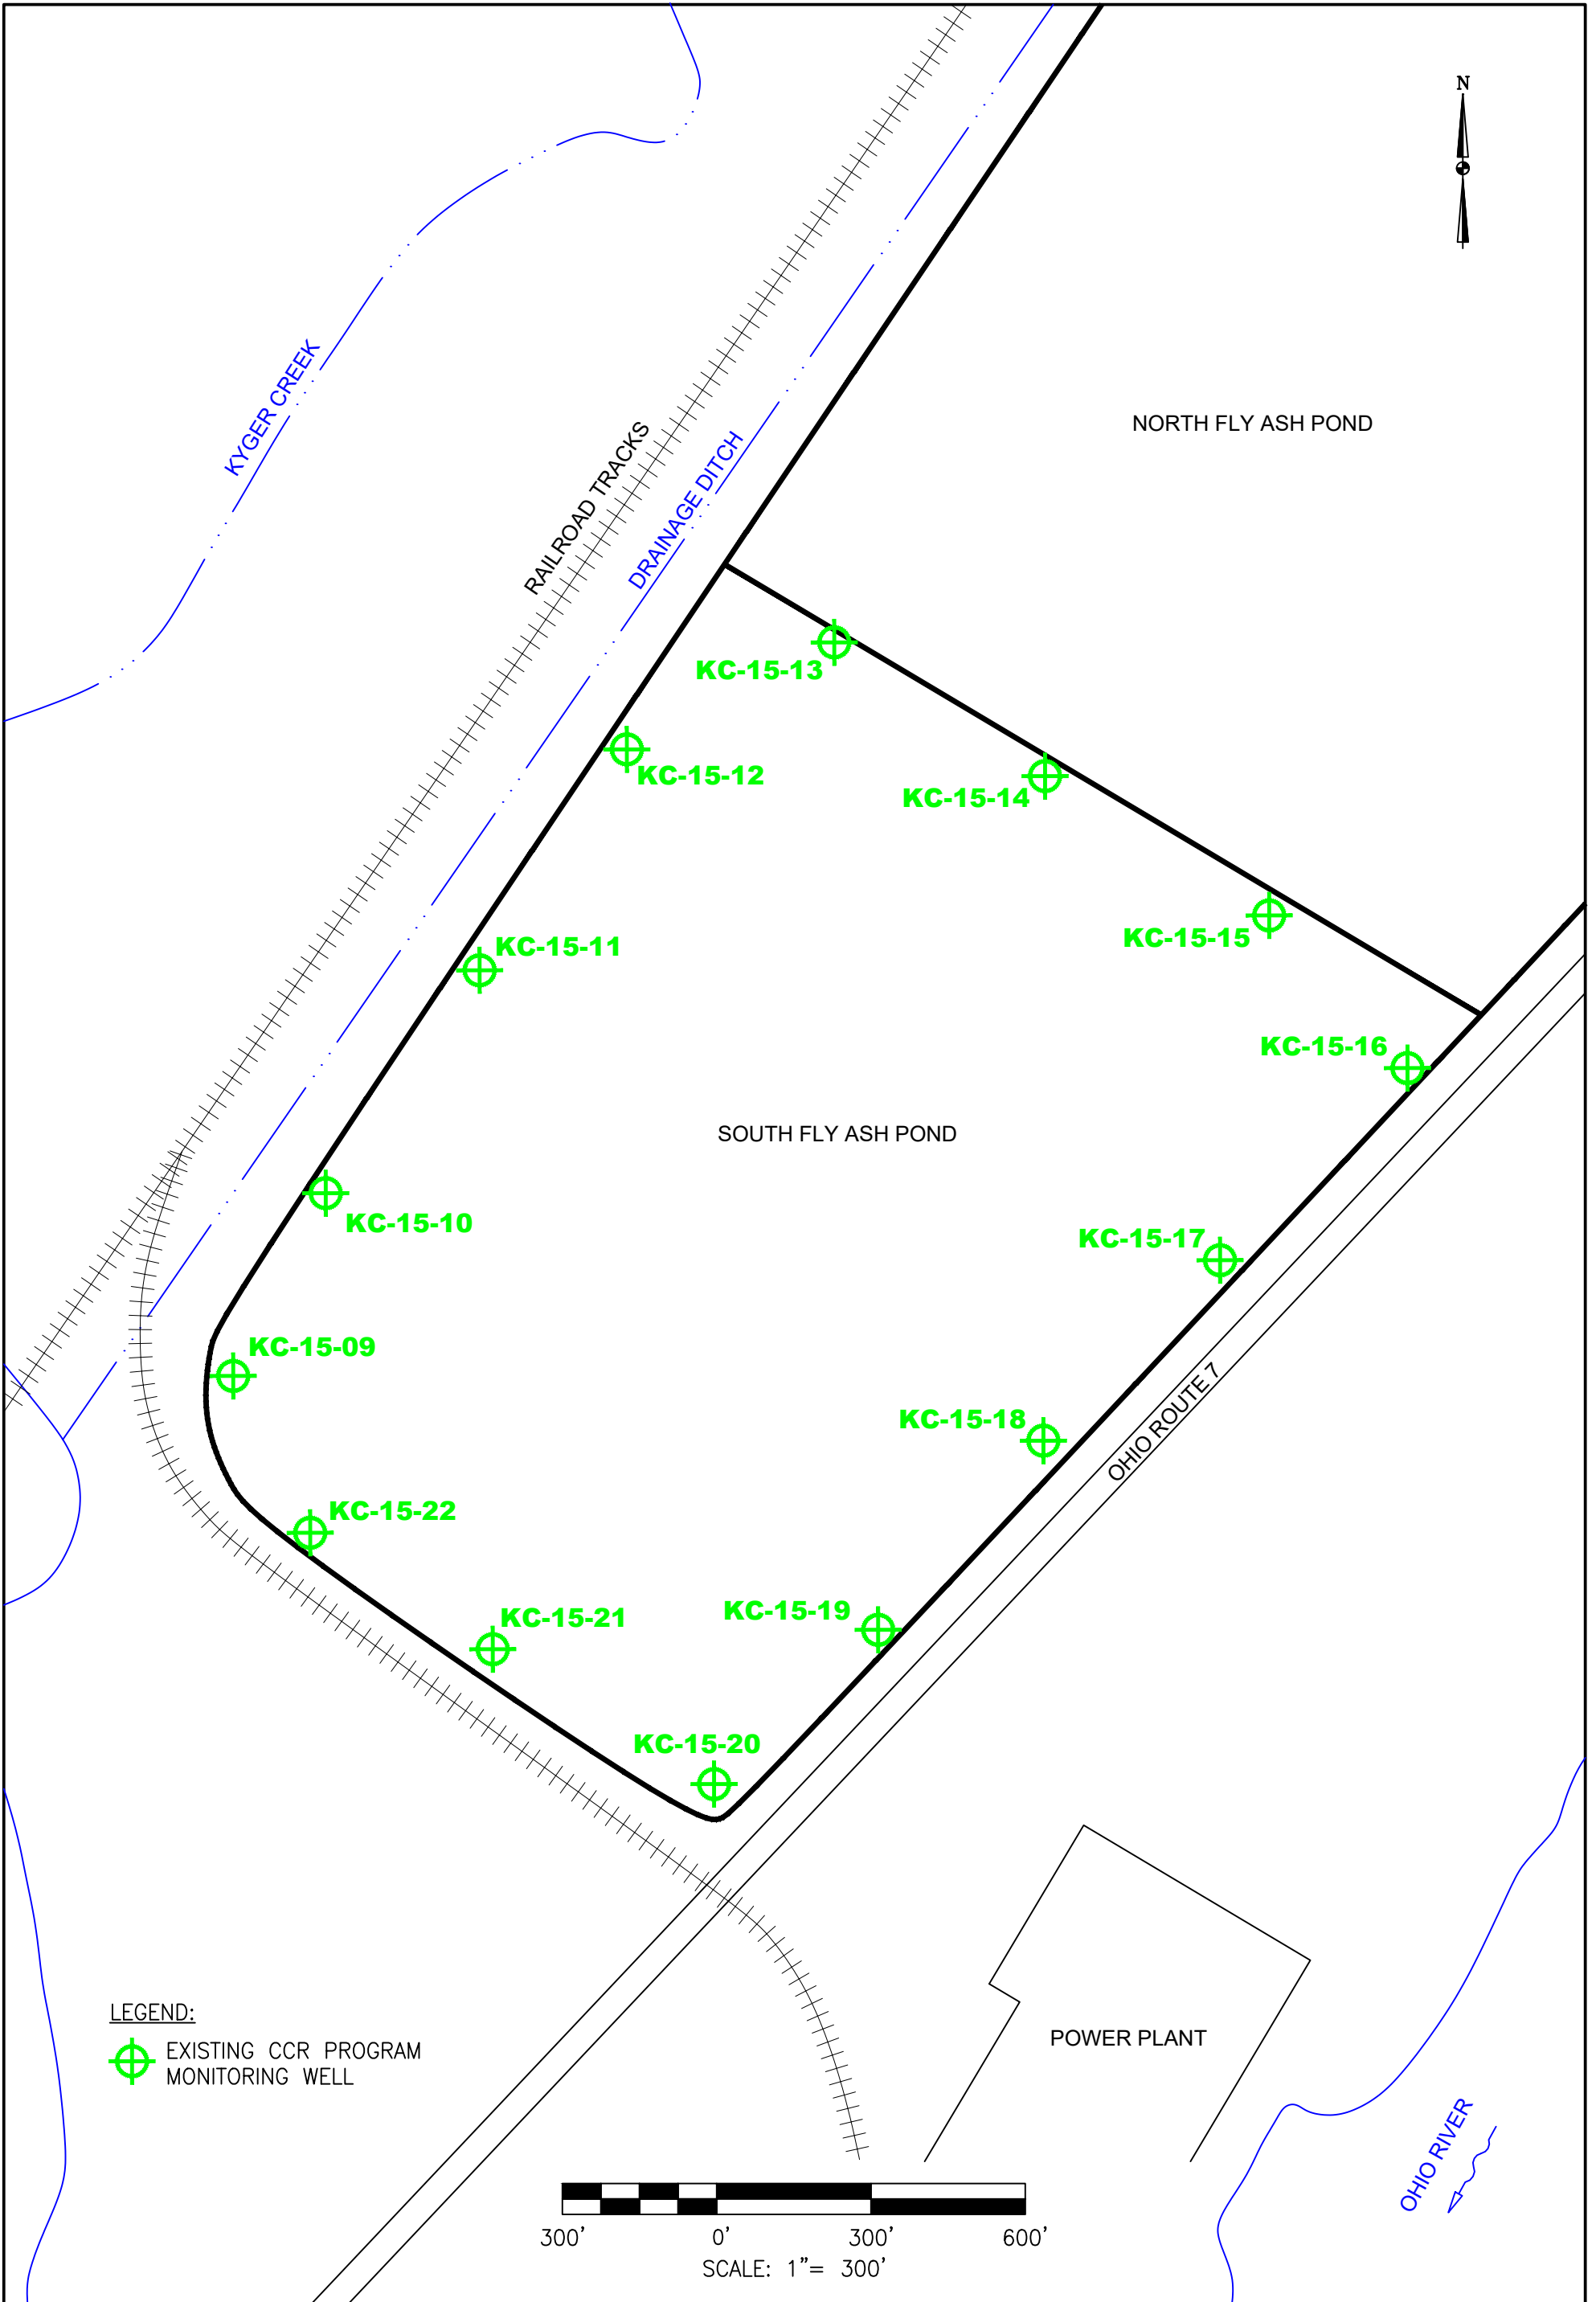 N
KYGER CREEK
RAILROAD TRACKS
DRAINAGE DITCH
NORTH FLY ASH POND
KC-15-13
KC-15-12
KC-15-14
KC-15-11
KC-15-15
KC-15-16
SOUTH FLY ASH POND
KC-15-10
KC-15-17
KC-15-09
KC-15-18
OHIO ROUTE 7
KC-15-22
KC-15-21
KC-15-19
KC-15-20
LEGEND:
EXISTING CCR PROGRAM
MONITORING WELL
POWER PLANT
OHIO RIVER
300' 0' 300' 600'
SCALE: 1"= 300'